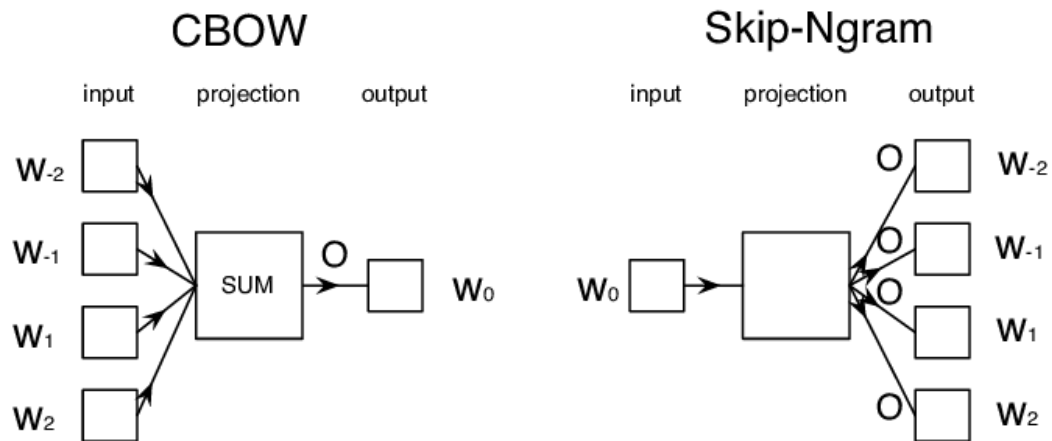 CBOW
input projection output
w-2
w-1
w1
w2
SUM
O
w0
Skip-Ngram
input projection output
w0
O
O
O
O
w-2
w-1
w1
w2